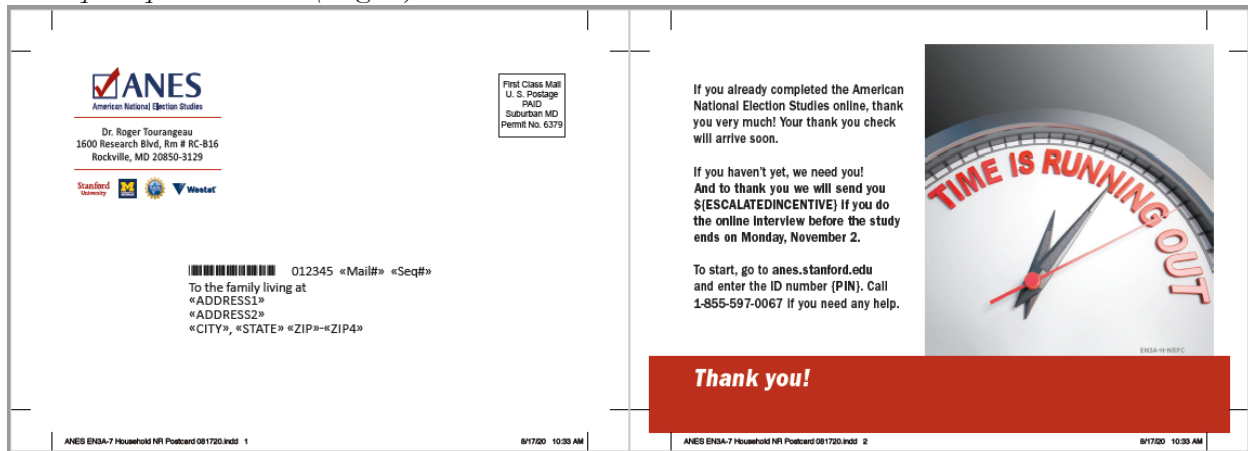 ANES
American National Election Studies
Dr. Roger Tourangeau
1600 Research Blvd, Rm # RC-B16
Rockville, MD 20850-3129
Stanford
University
M
Westat
First Class Mail
U. S. Postage
PAID
Suburban MD
Permit No. 6379
012345 «Mail#» «Seq#»
To the family living at
«ADDRESS1»
«ADDRESS2»
«CITY», «STATE» «ZIP»-«ZIP4»
ANES EN3A-7 Household NR Postcard 081720.indd 1
8/17/20 10:33 AM
If you already completed the American
National Election Studies online, thank
you very much! Your thank you check
will arrive soon.
If you haven't yet, we need you!
And to thank you we will send you
${ESCALATEDINCENTIVE} if you do
the online interview before the study
ends on Monday, November 2.
To start, go to anes.stanford.edu
and enter the ID number {PIN}. Call
1-855-597-0067 if you need any help.
TIME IS RUNNING OUT
EN3A-H-NRPC
Thank you!
ANES EN3A-7 Household NR Postcard 081720.indd 2
8/17/20 10:33 AM